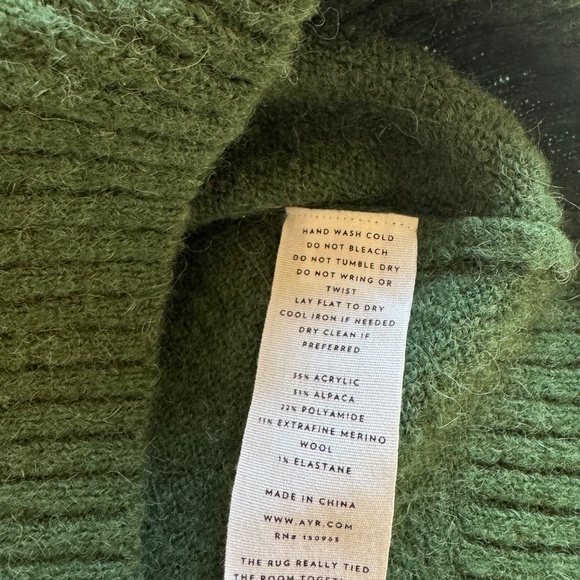 HAND WASH COLD
DO NOT BLEACH
DO NOT TUMBLE DRY
DO NOT WRING OR
TWIST
LAY FLAT TO DRY
COOL IRON IF NEEDED
DRY CLEAN IF
PREFERRED
35% ACRYLIC
31% ALPACA
22% POLYAMIDE
11% EXTRAFINE MERINO
WOOL
1% ELASTANE
MADE IN CHINA
WWW.AYR.COM
RN# 150965
THE RUG REALLY TIED
THE ROOM TOGETHER